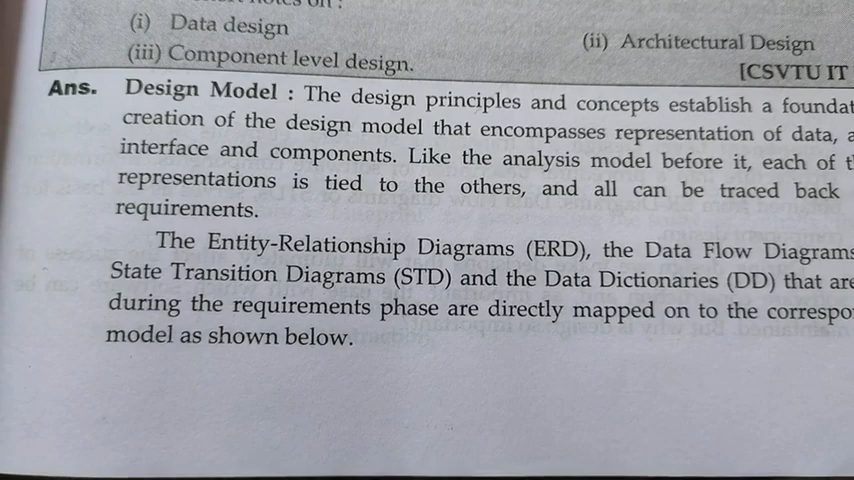 (i) Data design
(ii) Architectural Design
(iii) Component level design.
[CSVTU IT
Ans. Design Model : The design principles and concepts establish a foundat
creation of the design model that encompasses representation of data, a
interface and components. Like the analysis model before it, each of t
representations is tied to the others, and all can be traced back
requirements.
The Entity-Relationship Diagrams (ERD), the Data Flow Diagrams
State Transition Diagrams (STD) and the Data Dictionaries (DD) that are
during the requirements phase are directly mapped on to the correspo
model as shown below.